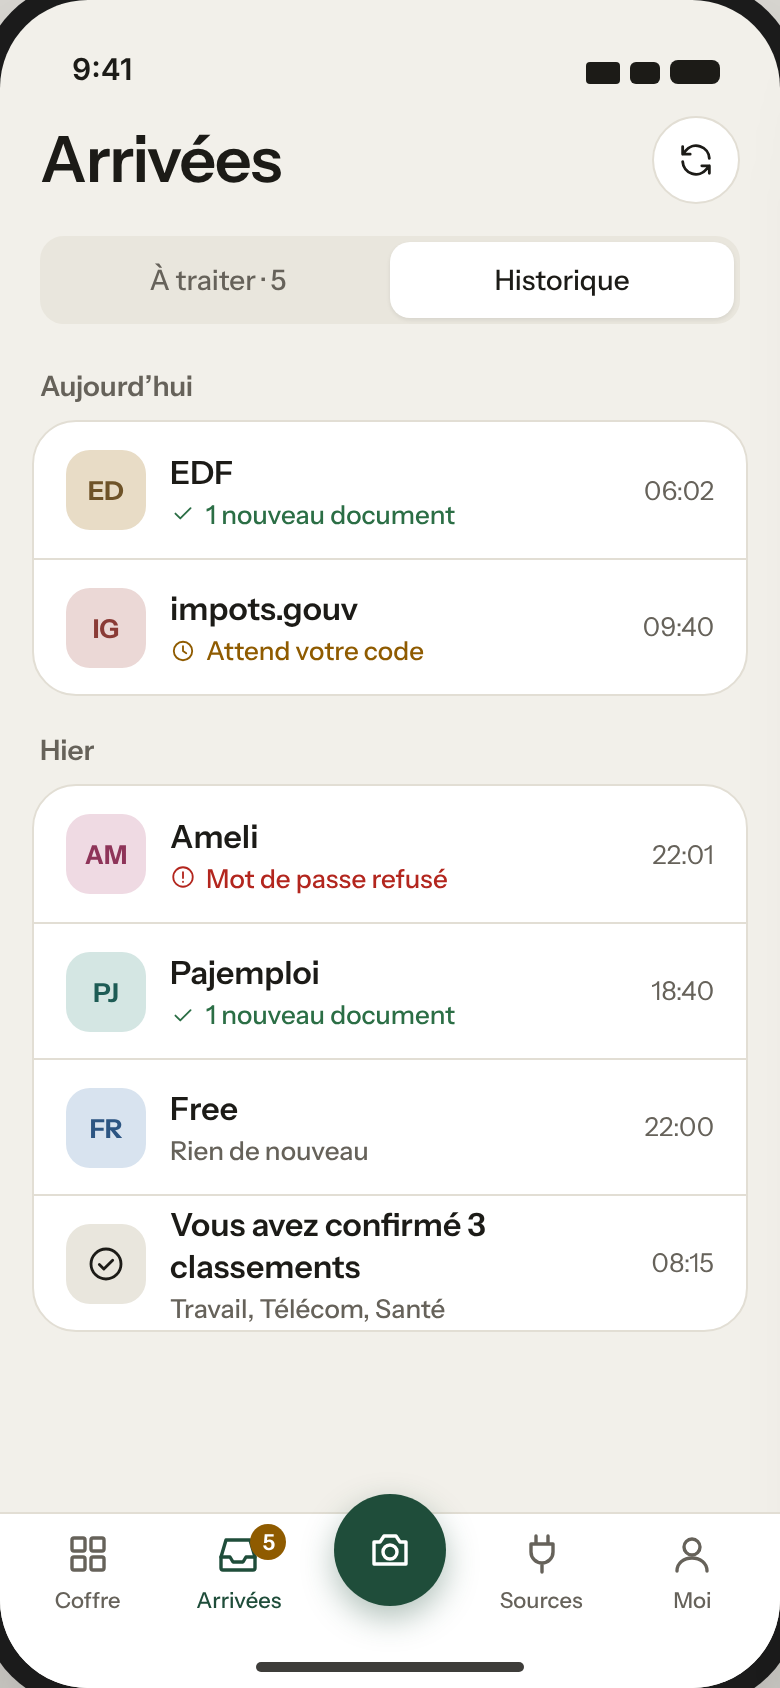 9:41
Arrivées
À traiter · 5
Historique
Aujourd’hui
ED
EDF
1 nouveau document
06:02
IG
impots.gouv
Attend votre code
09:40
Hier
AM
Ameli
Mot de passe refusé
22:01
PJ
Pajemploi
1 nouveau document
18:40
FR
Free
Rien de nouveau
22:00
Vous avez confirmé 3
classements
Travail, Télécom, Santé
08:15
5
Coffre
Arrivées
Sources
Moi